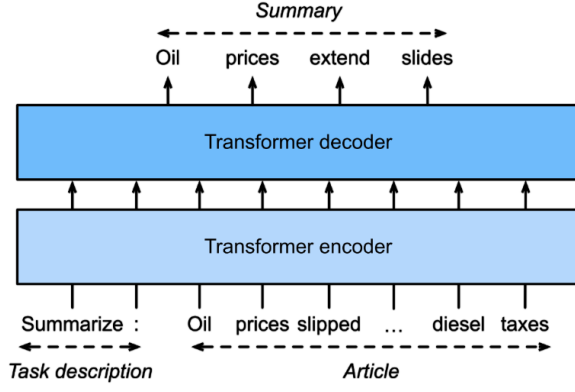 Summary
Oil prices extend slides
Transformer decoder
Transformer encoder
Summarize : Oil prices slipped ... diesel taxes
Task description Article